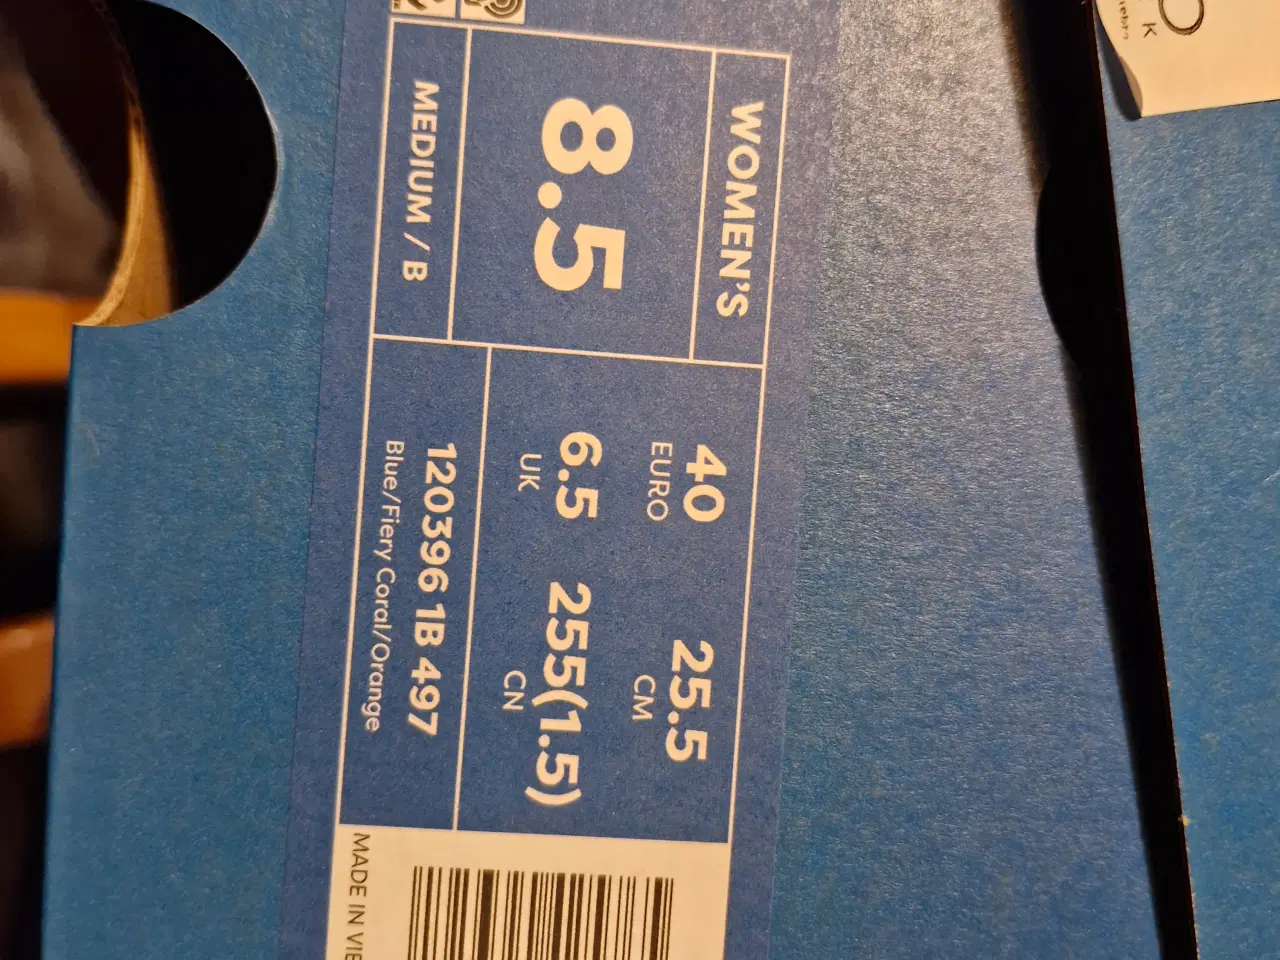 WOMEN'S
8.5
MEDIUM / B
40
EURO
25.5
CM
6.5
UK
255(1.5)
CN
120396 1B 497
Blue/Fiery Coral/Orange
MADE IN VIE
K